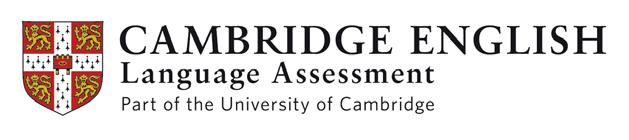 CAMBRIDGE ENGLISH
Language Assessment
Part of the University of Cambridge